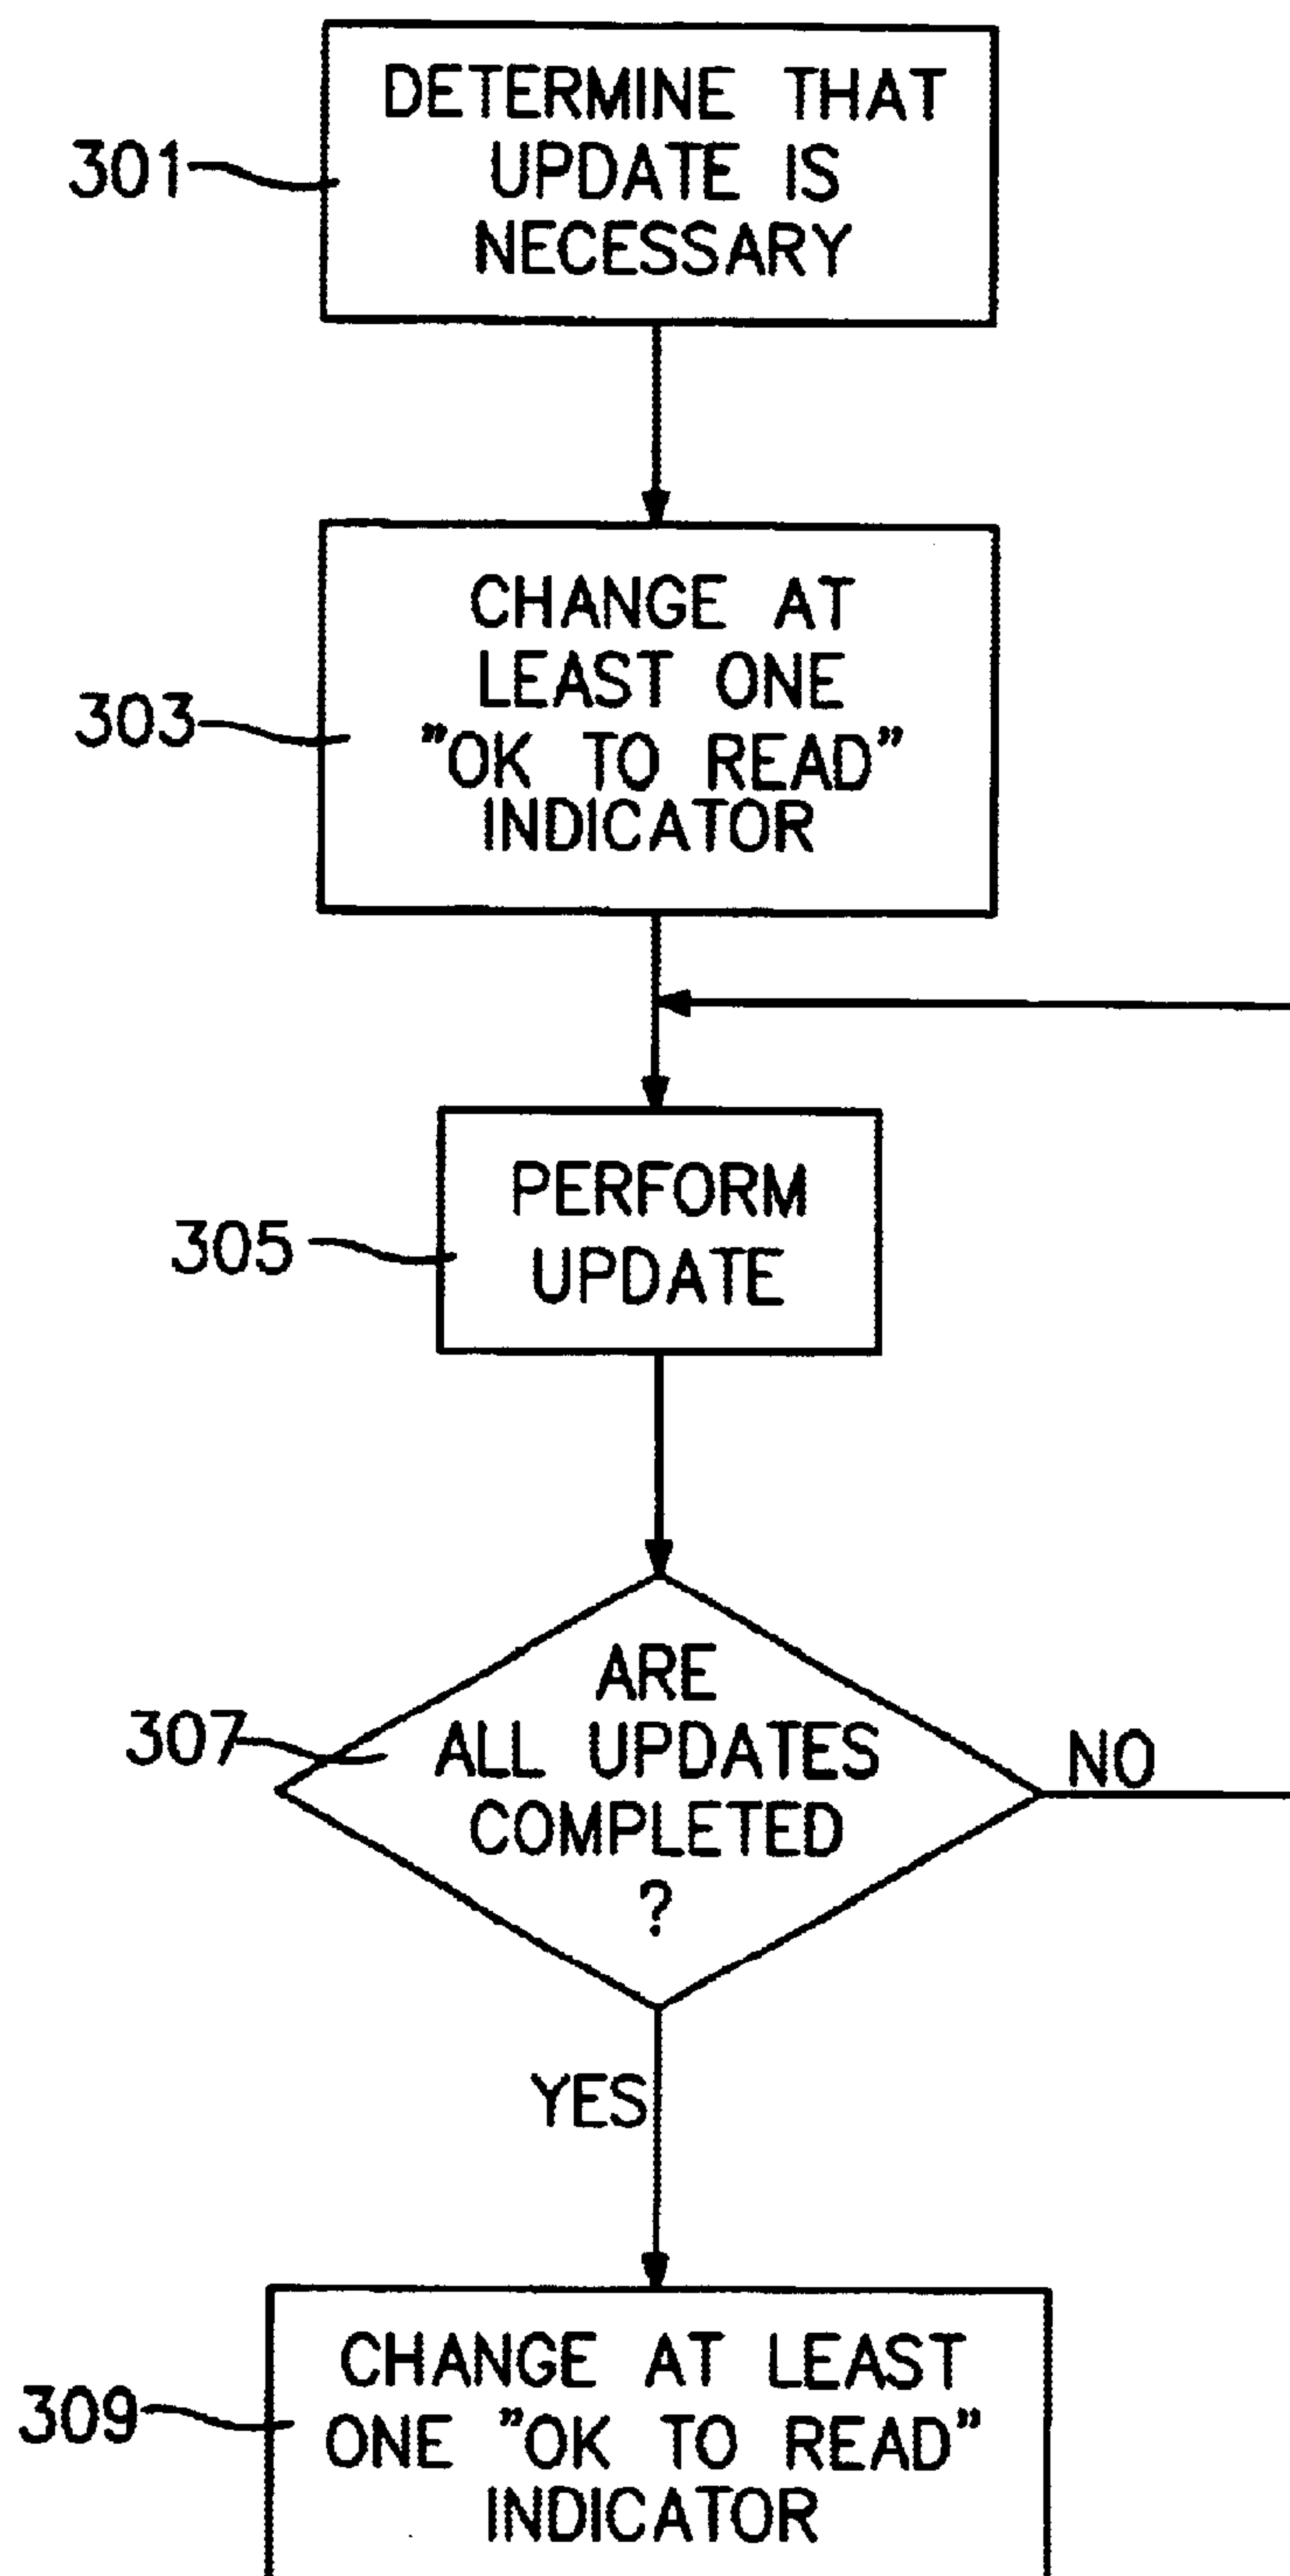 DETERMINE THAT
301
UPDATE IS
NECESSARY
CHANGE AT
LEAST ONE
303
"OK TO READ"
INDICATOR
PERFORM
305
UPDATE
ARE
307
ALL UPDATES
NO
COMPLETED
?
YES
CHANGE AT LEAST
309
ONE "OK TO READ"
INDICATOR